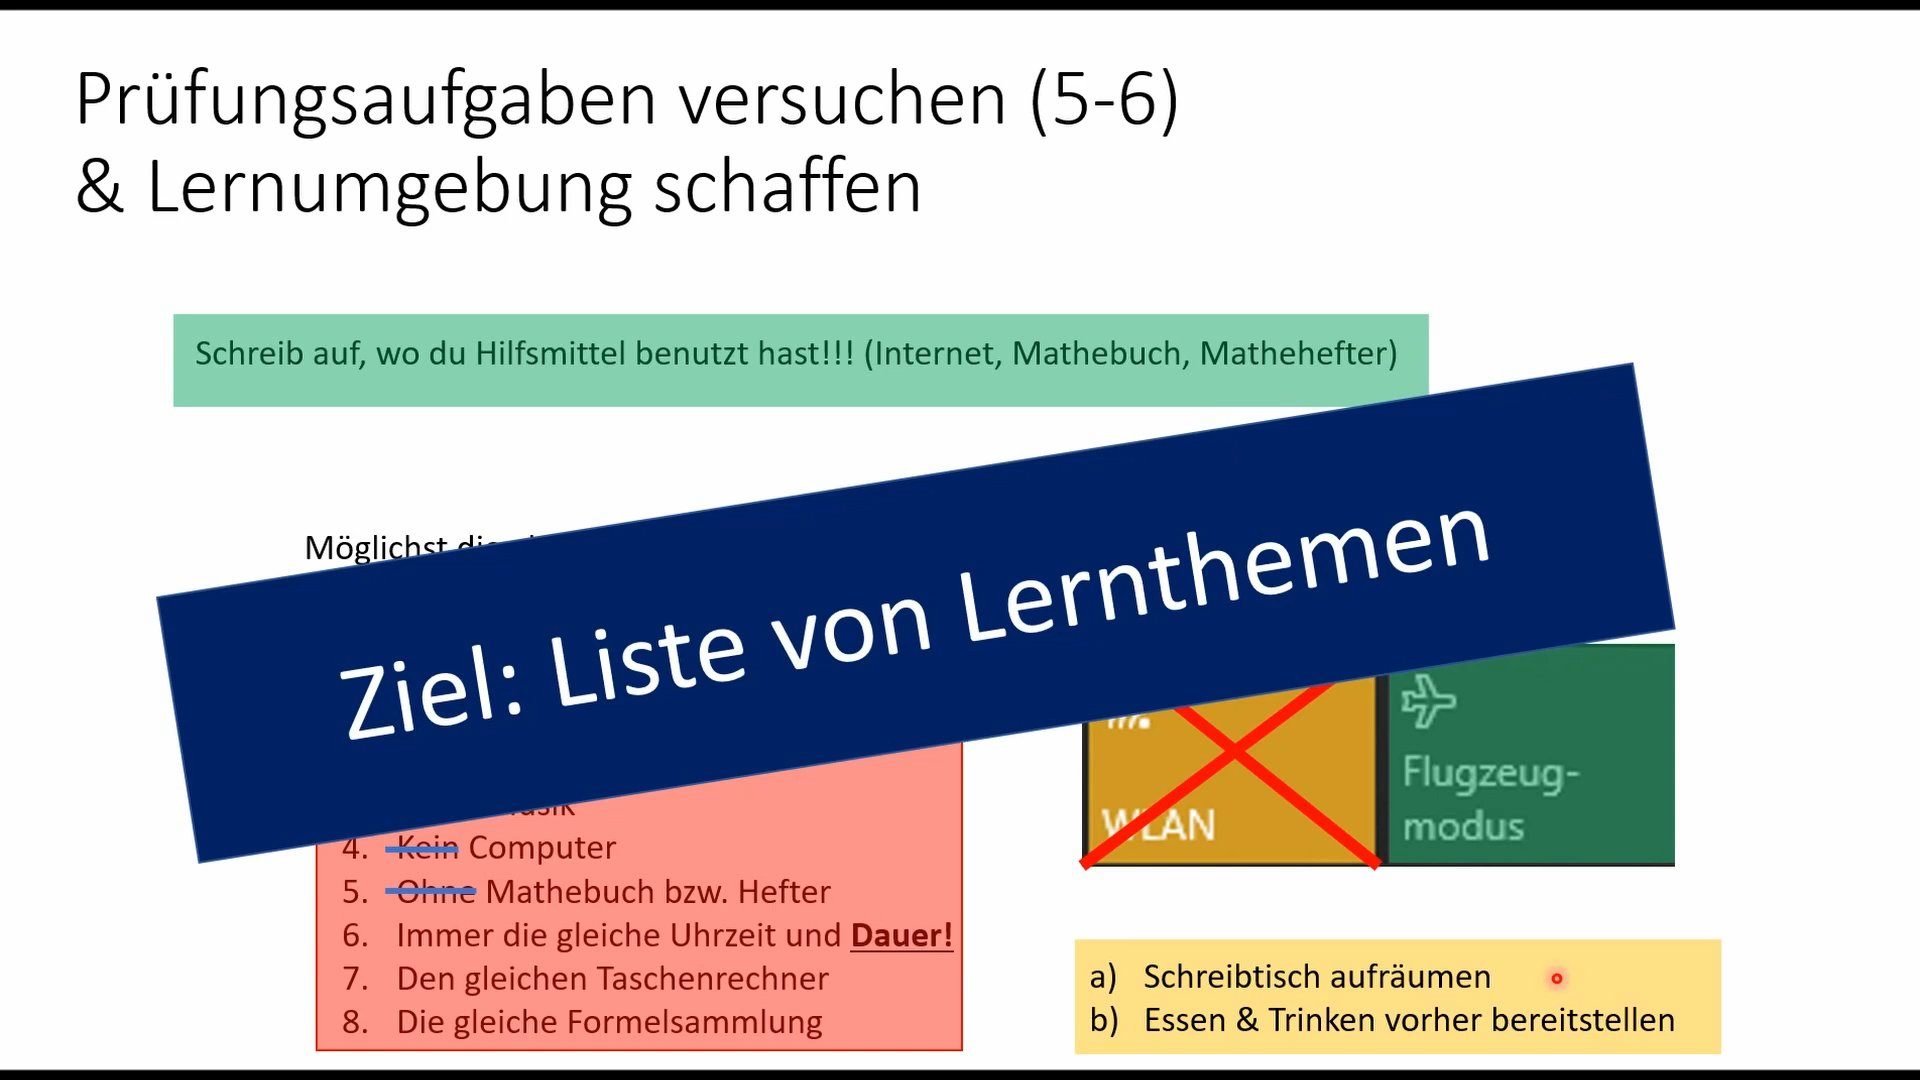 Prüfungsaufgaben versuchen (5-6)
& Lernumgebung schaffen
Schreib auf, wo du Hilfsmittel benutzt hast!!! (Internet, Mathebuch, Mathehefter)
Möglichst
Ziel: Liste von Lernthemen
4. Kein Computer
5. Ohne Mathebuch bzw. Hefter
6. Immer die gleiche Uhrzeit und Dauer!
7. Den gleichen Taschenrechner
8. Die gleiche Formelsammlung
WLAN
Flugzeug-
modus
a) Schreibtisch aufräumen
b) Essen & Trinken vorher bereitstellen